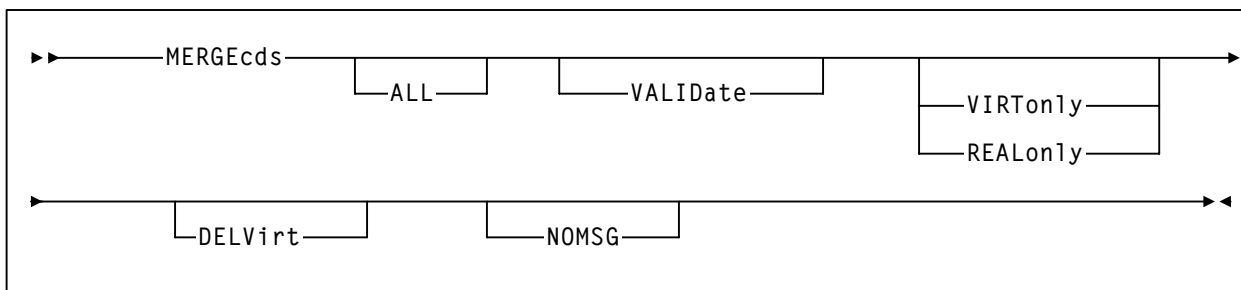 MERGEcds
ALL
VALIDate
VIRTonly
REALonly
DELVirt
NOMSG